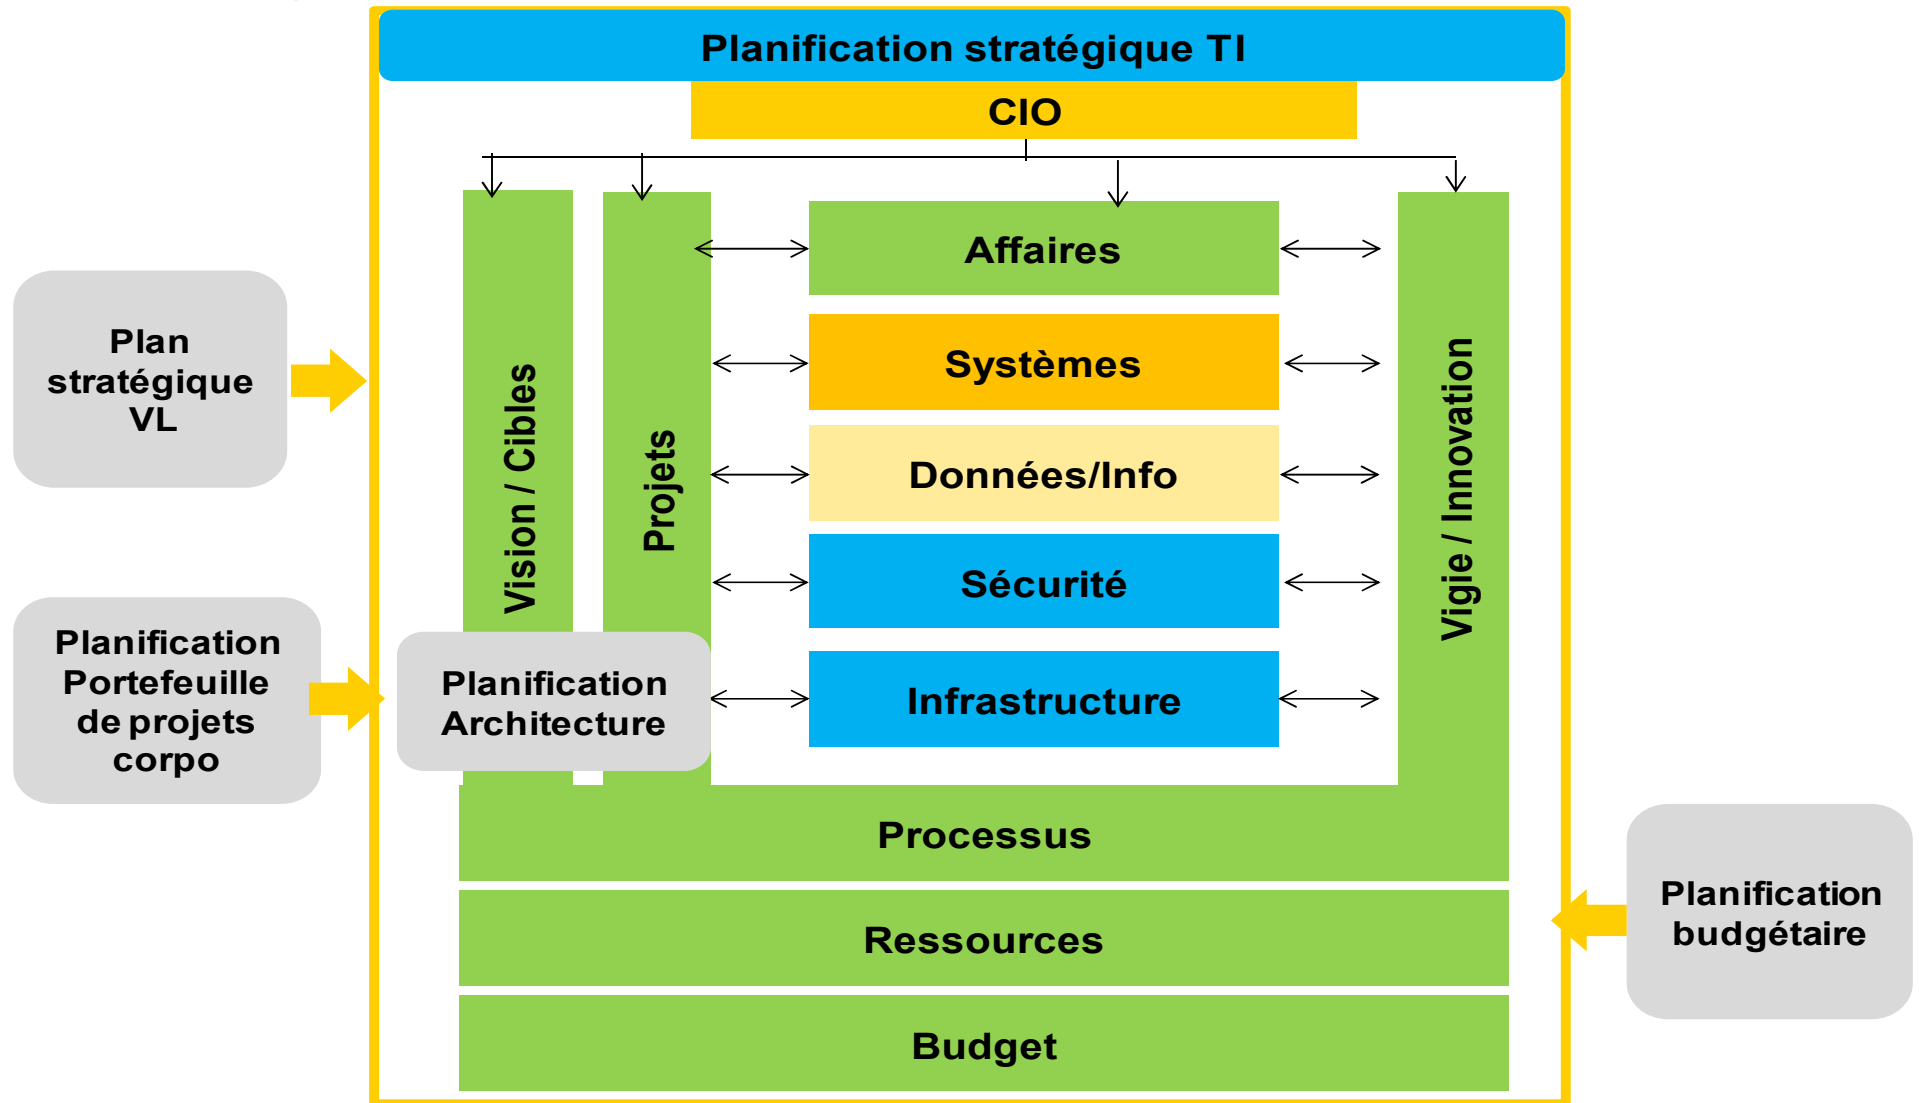 Planification stratégique TI
CIO
Plan
stratégique
VL
Planification
Portefeuille
de projets
corpo
Vision / Cibles
Projets
Planification
Architecture
Affaires
Systèmes
Données/Info
Sécurité
Infrastructure
Vigie / Innovation
Processus
Ressources
Budget
Planification
budgétaire